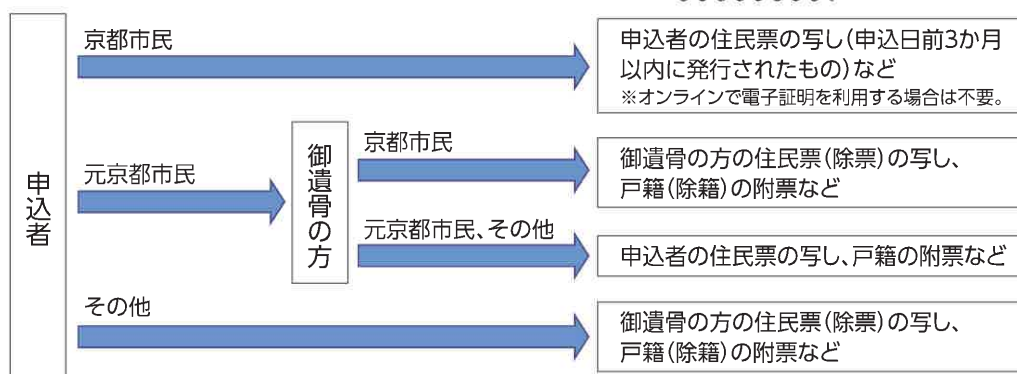 申込者
京都市民
申込者の住民票の写し(申込日前3か月
以内に発行されたもの)など
※オンラインで電子証明を利用する場合は不要。
元京都市民
御遺骨の方
京都市民
御遺骨の方の住民票(除票)の写し、
戸籍(除籍)の附票など
元京都市民、その他
申込者の住民票の写し、戸籍の附票など
その他
御遺骨の方の住民票(除票)の写し、
戸籍(除籍)の附票など